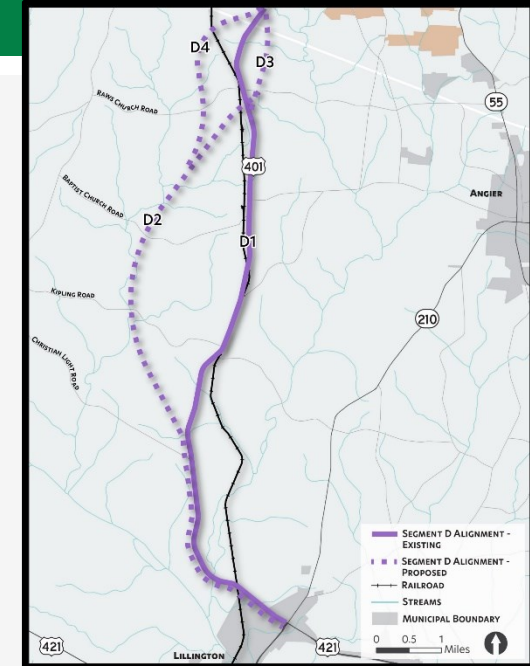 D4
D3
Rawls Church Road
55
401
Baptist Church Road
Angier
D2
D1
Kipling Road
210
Christian Light Road
Segment D Alignment -
Existing
Segment D Alignment -
Proposed
Railroad
Streams
Municipal Boundary
0 0.5 1
Miles
421
421
Lillington